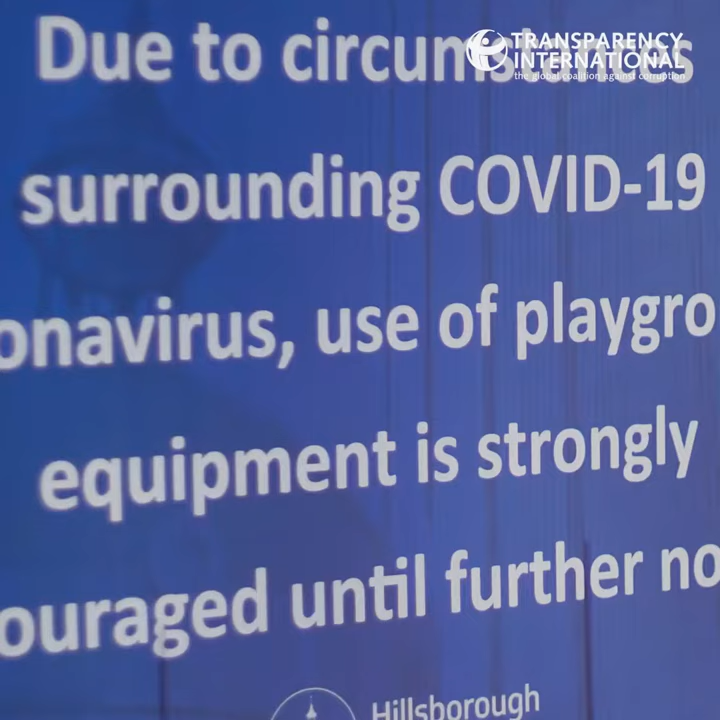 Due to circumstances
TRANSPARENCY
INTERNATIONAL
the global coalition against corruption
surrounding COVID-19
onavirus, use of playgro
equipment is strongly
ouraged until further no
Hillsborough